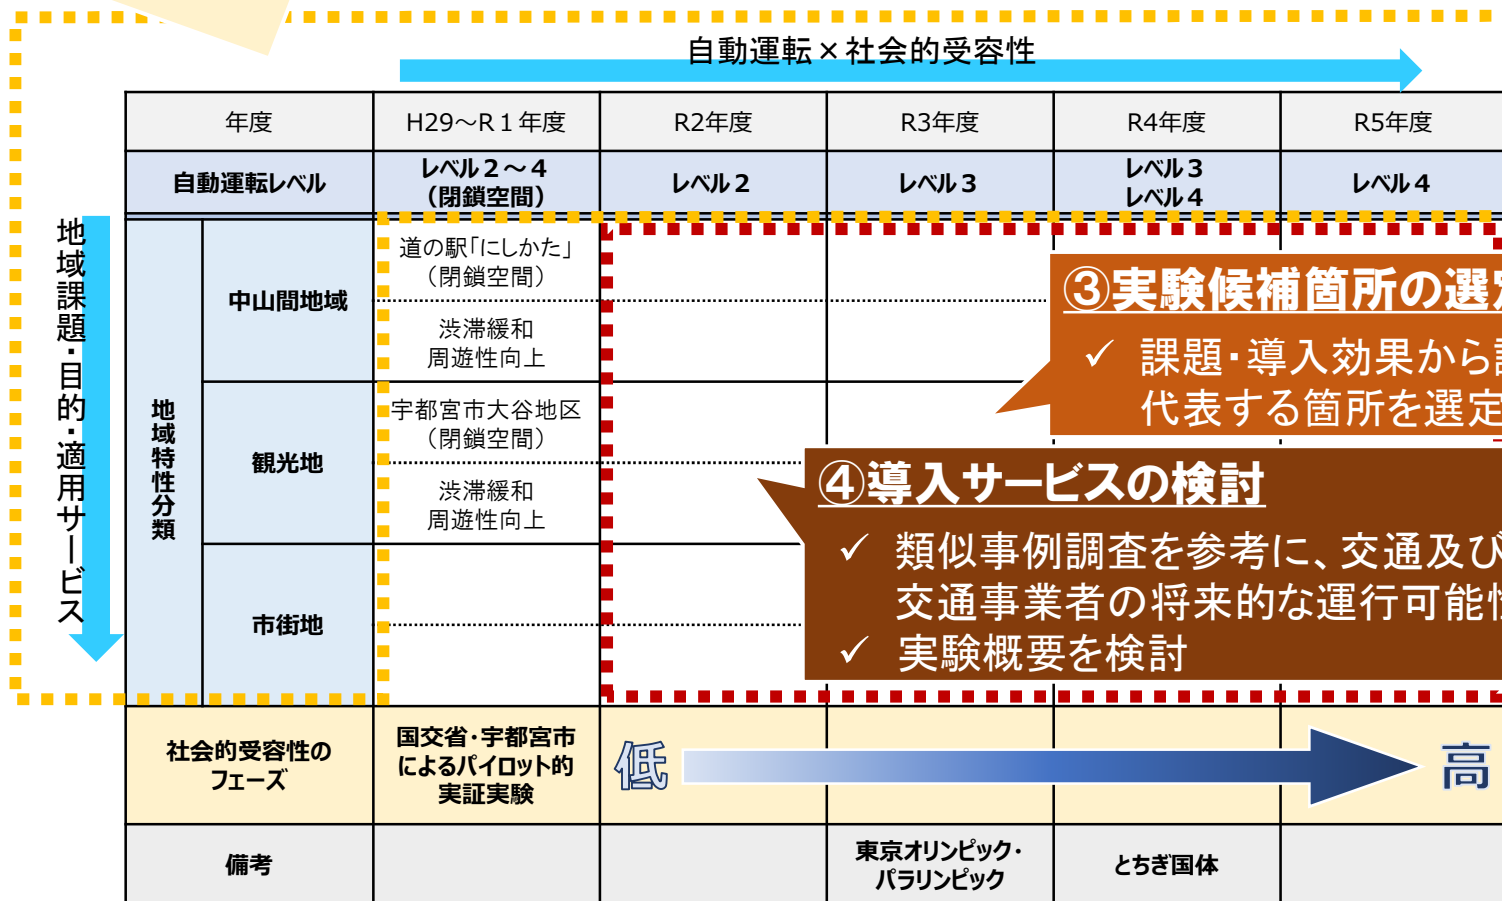 自動運転×社会的受容性
年度
H29～R１年度
R2年度
R3年度
R4年度
R5年度
自動運転レベル
レベル２～４
（閉鎖空間）
レベル２
レベル３
レベル３
レベル４
レベル４
地域課題・目的・適用サービス
地域特性分類
中山間地域
道の駅「にしかた」
（閉鎖空間）
渋滞緩和
周遊性向上
観光地
宇都宮市大谷地区
（閉鎖空間）
渋滞緩和
周遊性向上
市街地
③実験候補箇所の選
✓ 課題・導入効果から
代表する箇所を選定
④導入サービスの検討
✓ 類似事例調査を参考に、交通及び
交通事業者の将来的な運行可能
✓ 実験概要を検討
社会的受容性の
フェーズ
国交省・宇都宮市
によるパイロット的
実証実験
低
高
備考
東京オリンピック・
パラリンピック
とちぎ国体